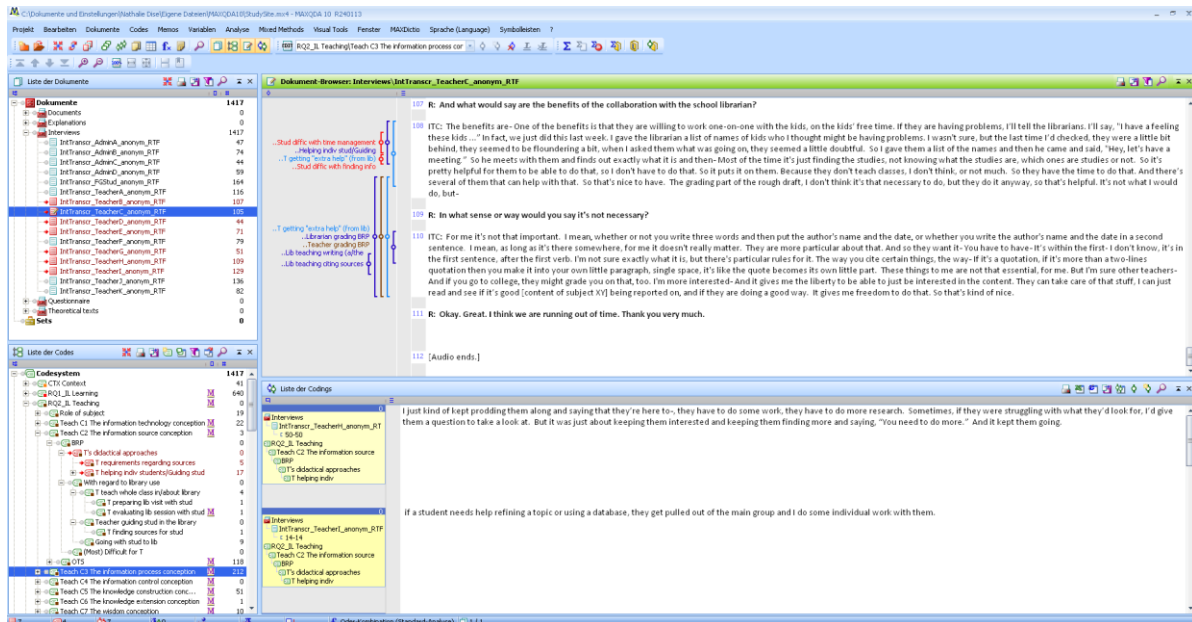 C:\Dokumente und Einstellungen\Nathalie Dise\Eigene Dateien\MAXQDA10\StudySite.mx4 - MAXQDA 10 R240113
Projekt Bearbeiten Dokumente Codes Memos Variablen Analyse Mixed Methods Visual Tools Fenster MAXDictio Sprache (Language) Symbolleisten ?
RQ2_IL Teaching\Teach C3 The information process cor
Liste der Dokumente
Dokumente 1417
Documents 0
Explanations 0
Interviews 1417
IntTranscr_AdminA_anonym_RTF 47
IntTranscr_AdminB_anonym_RTF 74
IntTranscr_AdminC_anonym_RTF 44
IntTranscr_AdminD_anonym_RTF 59
IntTranscr_PGStud_anonym_RTF 164
IntTranscr_TeacherA_anonym_RTF 116
IntTranscr_TeacherB_anonym_RTF 107
IntTranscr_TeacherC_anonym_RTF 105
IntTranscr_TeacherD_anonym_RTF 44
IntTranscr_TeacherE_anonym_RTF 71
IntTranscr_TeacherF_anonym_RTF 79
IntTranscr_TeacherG_anonym_RTF 51
IntTranscr_TeacherH_anonym_RTF 109
IntTranscr_TeacherI_anonym_RTF 129
IntTranscr_TeacherJ_anonym_RTF 136
IntTranscr_TeacherK_anonym_RTF 82
Questionnaire 0
Theoretical texts 0
Sets 0
Liste der Codes
Codesystem 1417
CTX Context 41
RQ1_IL Learning 640
RQ2_IL Teaching 0
Role of subject 19
Teach C1 The information technology conception 22
Teach C2 The information source conception 3
BRP 0
T's didactical approaches 0
T requirements regarding sources 5
T helping indiv students/Guiding stud 17
With regard to library use 0
T teach whole class in/about library 4
T preparing lib visit with stud 1
T evaluating lib session with stud 1
Teacher guiding stud in the library 0
T finding sources for stud 1
Going with stud to lib 9
(Most) Difficult for T 0
OTS 118
Teach C3 The information process conception 212
Teach C4 The information control conception 0
Teach C5 The knowledge construction conc... 51
Teach C6 The knowledge extension conception 1
Teach C7 The wisdom conception 10
Dokument-Browser: Interviews\IntTranscr_TeacherC_anonym_RTF
107 R: And what would say are the benefits of the collaboration with the school librarian?
..Stud diffic with time management
..Helping indiv stud/Guiding
..T getting "extra help" (from lib)
..Stud diffic with finding info
108 ITC: The benefits are- One of the benefits is that they are willing to work one-on-one with the kids, on the kids' free time. If they are having problems, I'll tell the librarians. I'll say, "I have a feeling
these kids ..." In fact, we just did this last week. I gave the librarian a list of names of kids who I thought might be having problems. I wasn't sure, but the last time I'd checked, they were a little bit
behind, they seemed to be floundering a bit, when I asked them what was going on, they seemed a little doubtful. So I gave them a list of the names and then he came and said, "Hey, let's have a
meeting." So he meets with them and finds out exactly what it is and then- Most of the time it's just finding the studies, not knowing what the studies are, which ones are studies or not. So it's
pretty helpful for them to be able to do that, so I don't have to do that. So it puts it on them. Because they don't teach classes, I don't think, or not much. So they have the time to do that. And there's
several of them that can help with that. So that's nice to have. The grading part of the rough draft, I don't think it's that necessary to do, but they do it anyway, so that's helpful. It's not what I would
do, but-
109 R: In what sense or way would you say it's not necessary?
..T getting "extra help" (from lib)
..Librarian grading BRP
..Teacher grading BRP
..Lib teaching writing (a/the
..Lib teaching citing sources
110 ITC: For me it's not that important. I mean, whether or not you write three words and then put the author's name and the date, or whether you write the author's name and the date in a second
sentence. I mean, as long as it's there somewhere, for me it doesn't really matter. They are more particular about that. And so they want it- You have to have- It's within the first- I don't know, it's in
the first sentence, after the first verb. I'm not sure exactly what it is, but there's particular rules for it. The way you cite certain things, the way- If it's a quotation, if it's more than a two-lines
quotation then you make it into your own little paragraph, single space, it's like the quote becomes its own little part. These things to me are not that essential, for me. But I'm sure other teachers-
And if you go to college, they might grade you on that, too. I'm more interested- And it gives me the liberty to be able to just be interested in the content. They can take care of that stuff, I can just
read and see if it's good [content of subject XY] being reported on, and if they are doing a good way. It gives me freedom to do that. So that's kind of nice.
111 R: Okay. Great. I think we are running out of time. Thank you very much.
112 [Audio ends.]
Liste der Codings
Interviews
IntTranscr_TeacherH_anonym_RT
50-50
RQ2_IL Teaching
Teach C2 The information source
BRP
T's didactical approaches
T helping indiv
I just kind of kept prodding them along and saying that they're here to-, they have to do some work, they have to do more research. Sometimes, if they were struggling with what they'd look for, I'd give
them a question to take a look at. But it was just about keeping them interested and keeping them finding more and saying, "You need to do more." And it kept them going.
Interviews
IntTranscr_TeacherI_anonym_RTF
14-14
RQ2_IL Teaching
Teach C2 The information source
BRP
T's didactical approaches
T helping indiv
if a student needs help refining a topic or using a database, they get pulled out of the main group and I do some individual work with them.